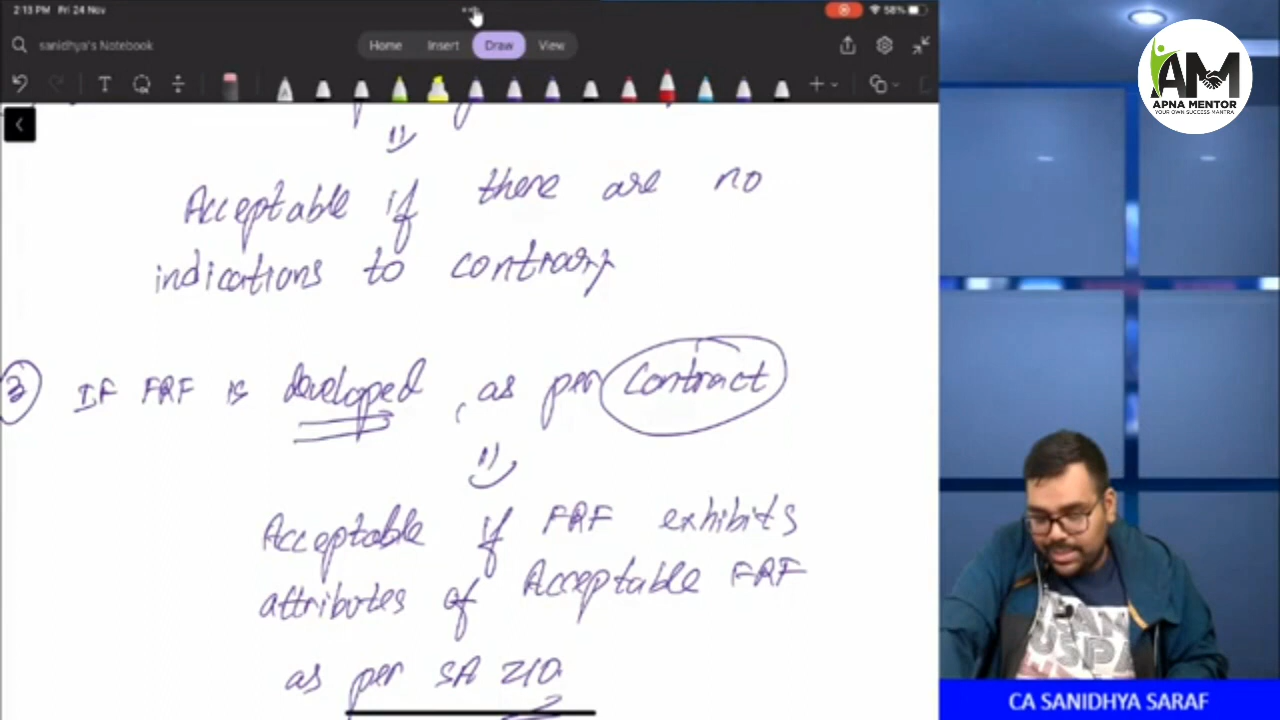 2:13 PM Fri 24 Nov
58%
sanidhya's Notebook
Home Insert Draw View
AM
APNA MENTOR
YOUR OWN SUCCESS MANTRA
Acceptable if there are no
indications to contrary
3 IF FRF is developed, as per Contract
Acceptable if FRF exhibits
attributes of Acceptable FRF
as per SA 210.
CA SANIDHYA SARAF